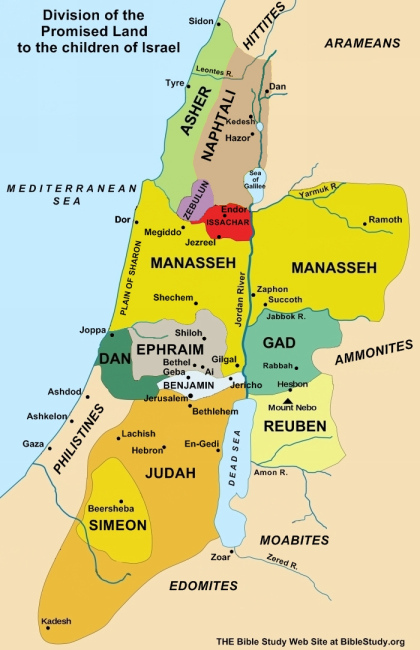 Division of the
Promised Land
to the children of Israel
Sidon
HITTITES
ARAMEANS
Leontes R.
Tyre
Dan
ASHER
NAPHTALI
Kedesh
Hazor
Sea
of
Galilee
MEDITERRANEAN
SEA
ZEBULUN
Yarmuk R.
Endor
ISSACHAR
Dor
Megiddo
Ramoth
Jezreel
PLAIN OF SHARON
MANASSEH
MANASSEH
Jordan River
Zaphon
Shechem
Succoth
Jabbok R.
Joppa
Shiloh
GAD
DAN
EPHRAIM
AMMONITES
Bethel
Gilgal
Geba
Ai
Rabbah
BENJAMIN
Jericho
Hesbon
Ashdod
Jerusalem
Mount Nebo
Bethlehem
Ashkelon
REUBEN
PHILISTINES
Lachish
Gaza
Hebron
En-Gedi
DEAD SEA
JUDAH
Arnon R.
Beersheba
SIMEON
MOABITES
Zoar
Zered R.
EDOMITES
Kadesh
THE Bible Study Web Site at BibleStudy.org